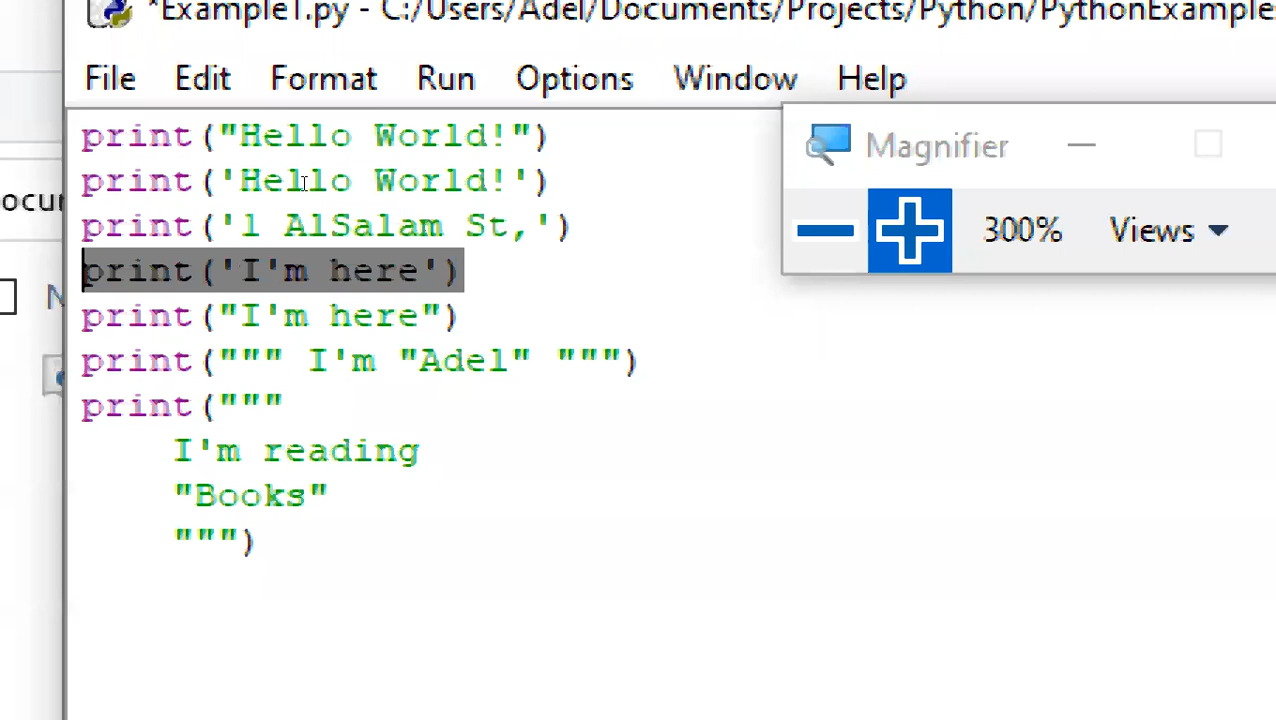 *Example1.py - C:/Users/Adel/Documents/Projects/Python/PythonExample
File Edit Format Run Options Window Help
print("Hello World!")
print('Hello World!')
print('1 AlSalam St,')
print('I'm here')
print("I'm here")
print(""" I'm "Adel" """)
print("""
I'm reading
"Books"
""")
Magnifier
300% Views
ocum
N